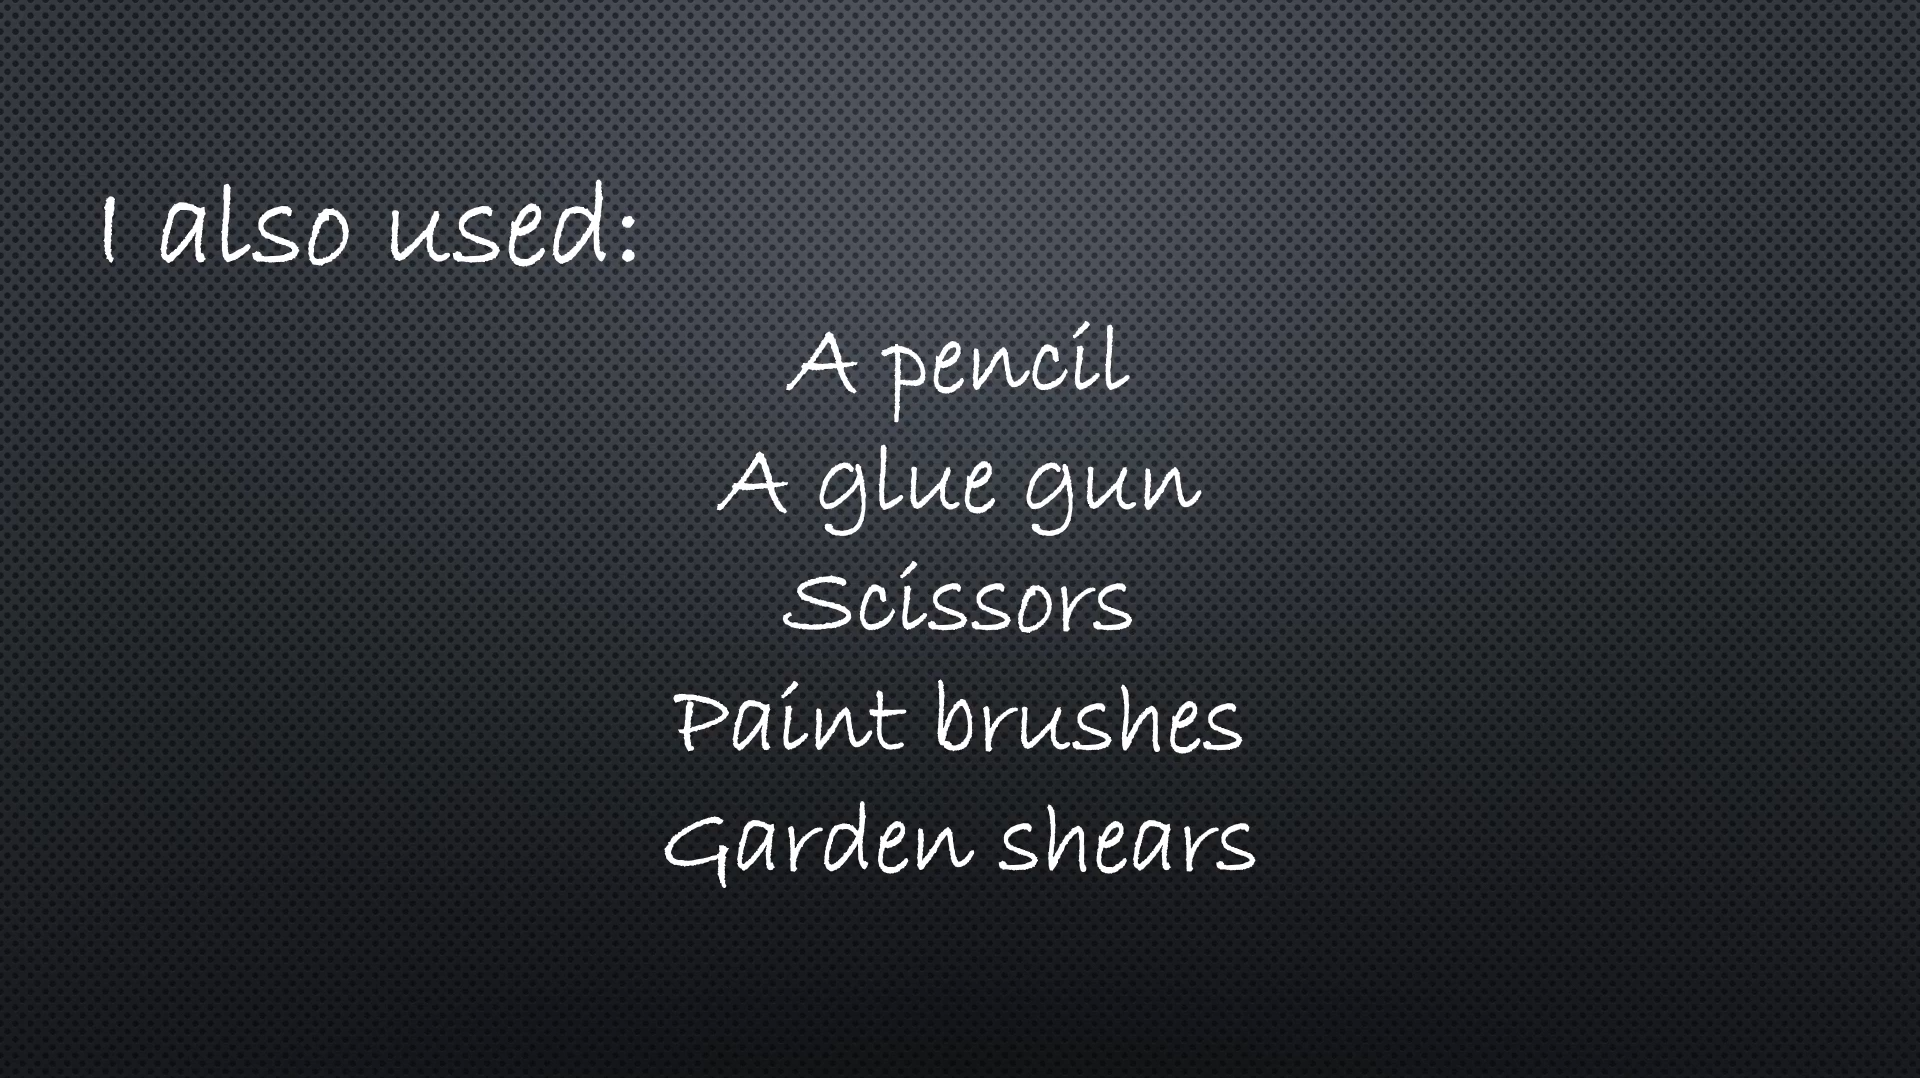 I also used:
A pencil
A glue gun
Scissors
Paint brushes
Garden shears